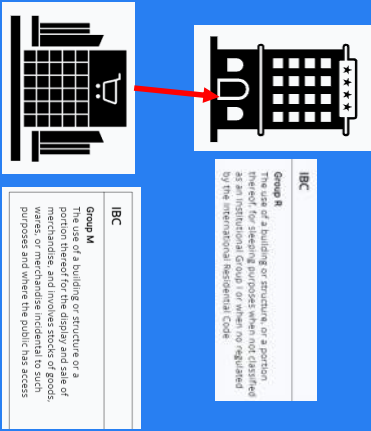 IBC
Group R
The use of a building or structure, or a portion
thereof, for sleeping purposes when not classified
as an Institutional Group I or when no regulated
by the International Residential Code
IBC
Group M
The use of a building or structure or a
portion thereof for the display and sale of
merchandise, and involves stocks of goods,
wares, or merchandise incidental to such
purposes and where the public has access